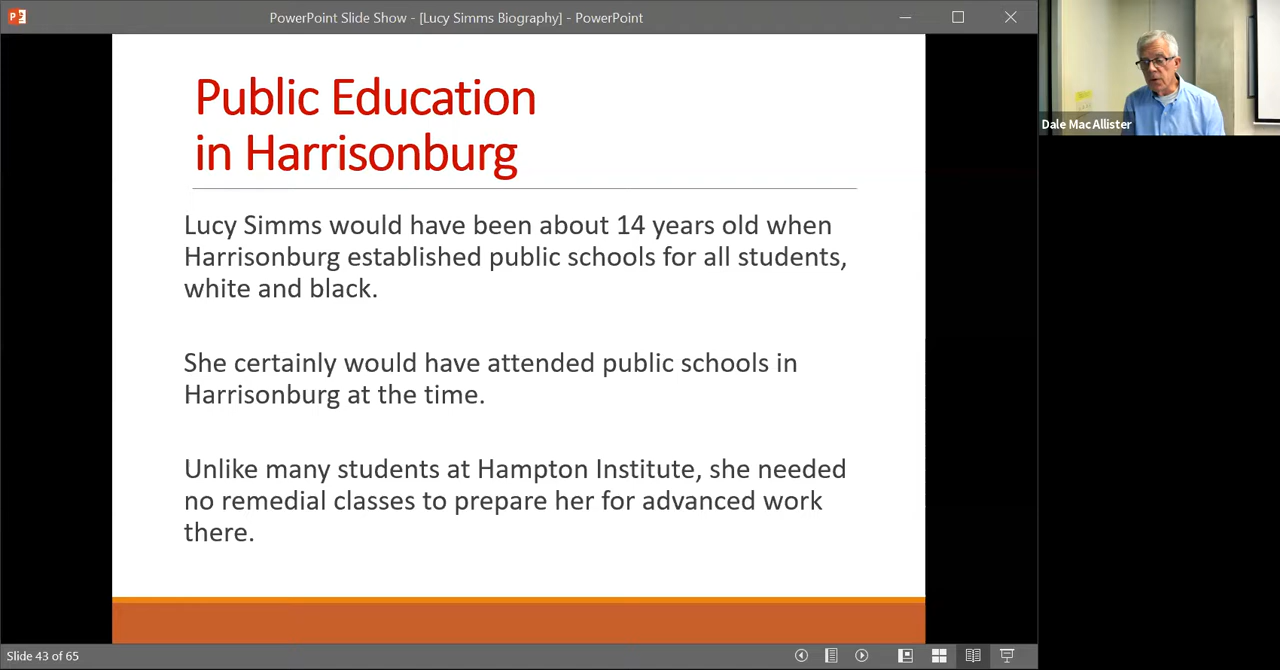 PowerPoint Slide Show - [Lucy Simms Biography] - PowerPoint
Public Education
in Harrisonburg
Lucy Simms would have been about 14 years old when
Harrisonburg established public schools for all students,
white and black.
She certainly would have attended public schools in
Harrisonburg at the time.
Unlike many students at Hampton Institute, she needed
no remedial classes to prepare her for advanced work
there.
Dale Mac Allister
Slide 43 of 65